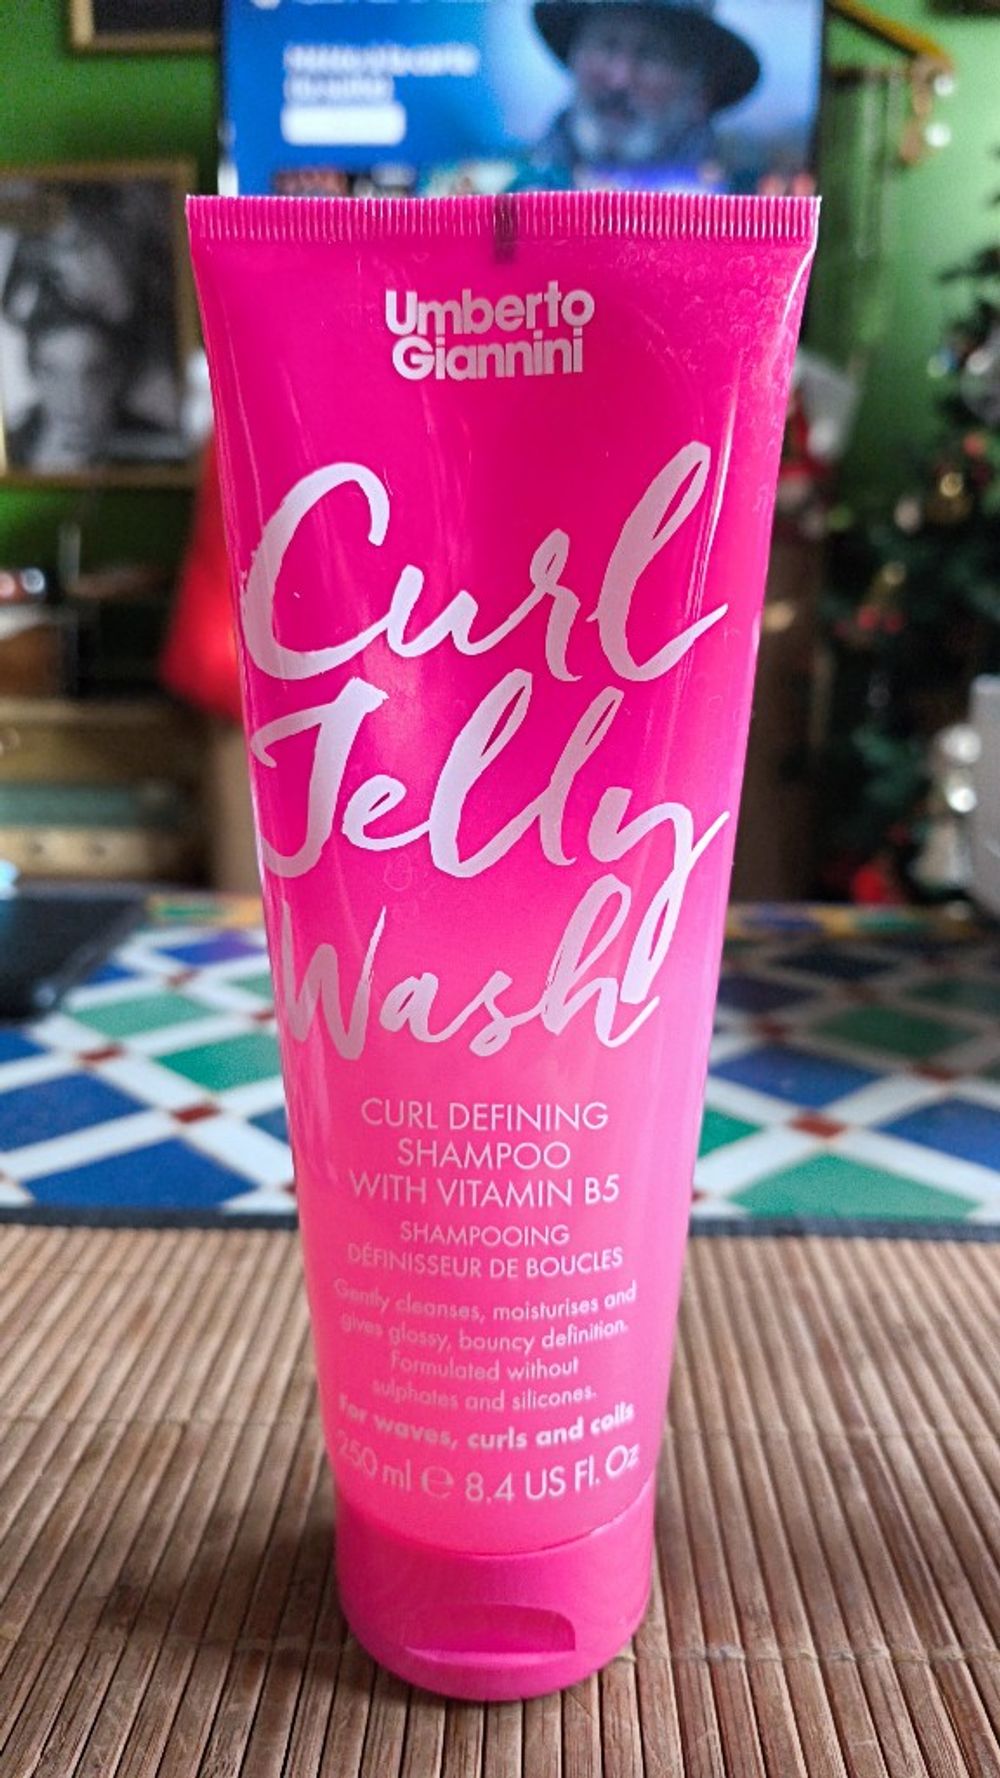 Umberto
Giannini
Curl
Jelly
Wash
CURL DEFINING
SHAMPOO
WITH VITAMIN B5
SHAMPOOING
DÉFINISSEUR DE BOUCLES
Gently cleanses, moisturises and
gives glossy, bouncy definition.
Formulated without
sulphates and silicones.
For waves, curls and coils
250 ml ℮ 8.4 US Fl. Oz